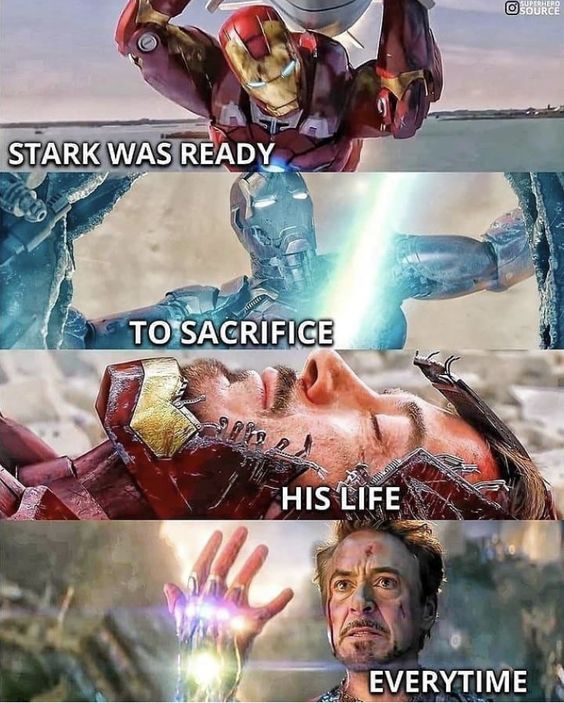 SUPERHERO
SOURCE
STARK WAS READY
TO SACRIFICE
HIS LIFE
EVERYTIME